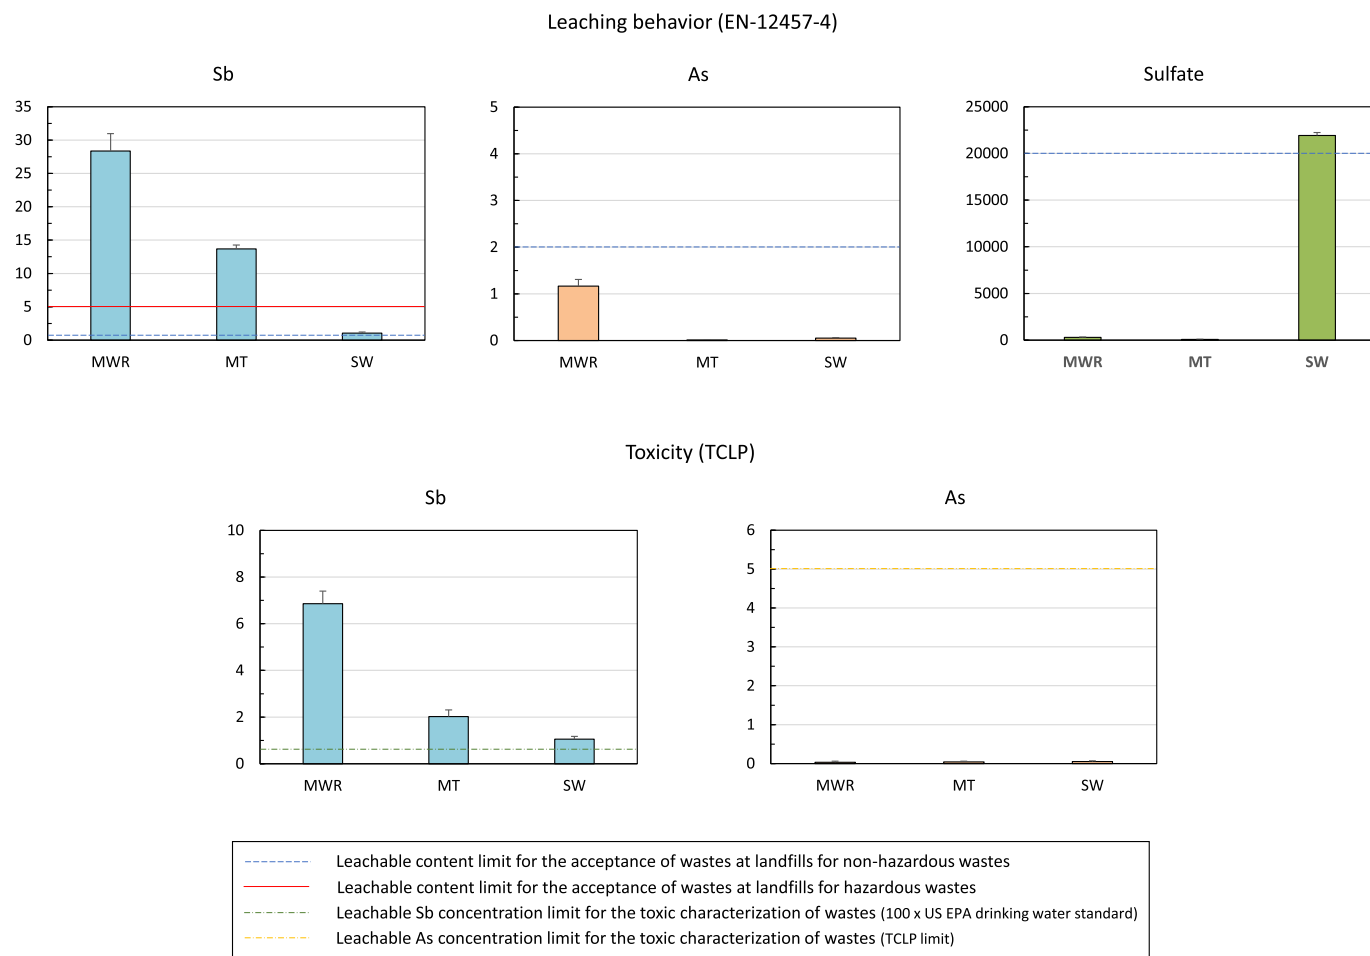 Leaching behavior (EN-12457-4)
Sb
As
Sulfate
35
30
25
20
15
10
5
0
MWR MT SW
5
4
3
2
1
0
MWR MT SW
25000
20000
15000
10000
5000
0
MWR MT SW
Toxicity (TCLP)
Sb
As
10
8
6
4
2
0
MWR MT SW
6
5
4
3
2
1
0
MWR MT SW
Leachable content limit for the acceptance of wastes at landfills for non-hazardous wastes
Leachable content limit for the acceptance of wastes at landfills for hazardous wastes
Leachable Sb concentration limit for the toxic characterization of wastes (100 x US EPA drinking water standard)
Leachable As concentration limit for the toxic characterization of wastes (TCLP limit)